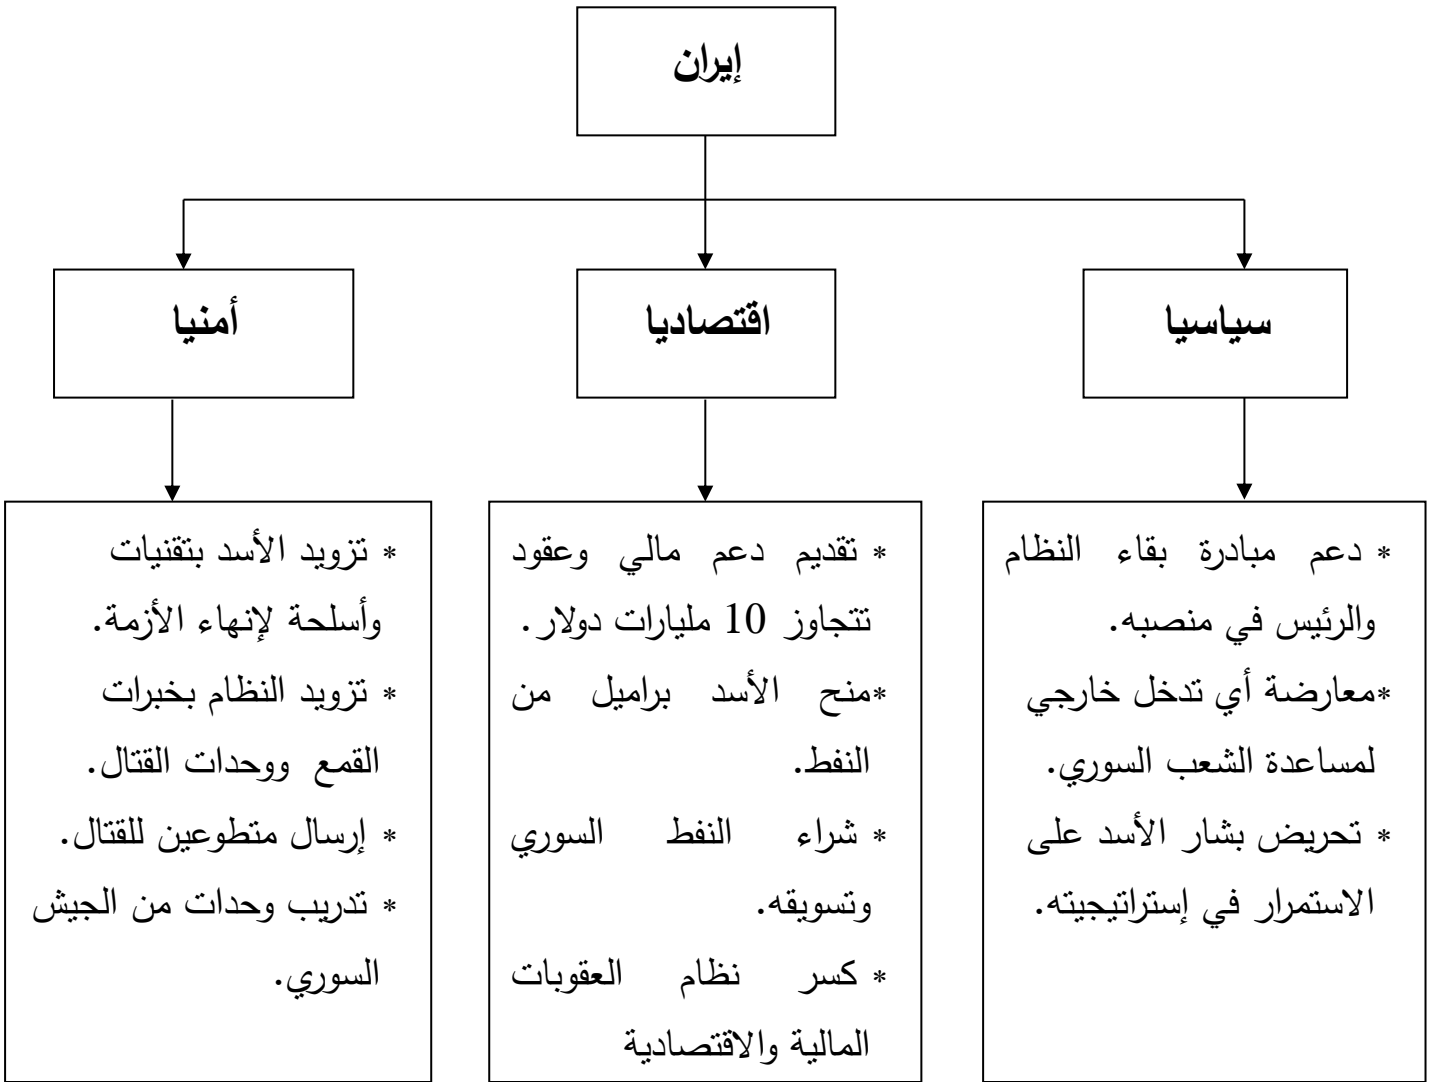 إيران
سياسيا
اقتصاديا
أمنيا
* دعم مبادرة بقاء النظام
والرئيس في منصبه.
*معارضة أي تدخل خارجي
لمساعدة الشعب السوري.
* تحريض بشار الأسد على
الاستمرار في إستراتيجيته.
* تقديم دعم مالي وعقود
تتجاوز 10 مليارات دولار.
*منح الأسد براميل من
النفط.
* شراء النفط السوري
وتسويقه.
* كسر نظام العقوبات
المالية والاقتصادية
* تزويد الأسد بتقنيات
وأسلحة لإنهاء الأزمة.
* تزويد النظام بخبرات
القمع ووحدات القتال.
* إرسال متطوعين للقتال.
* تدريب وحدات من الجيش
السوري.